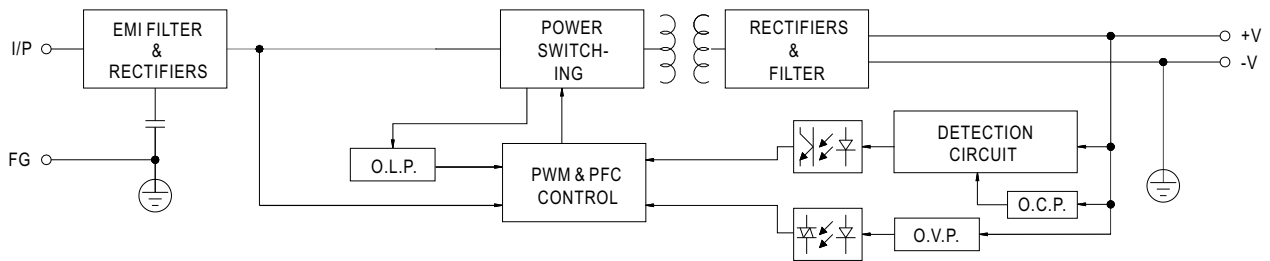 I/P
EMI FILTER
&
RECTIFIERS
POWER
SWITCH-
ING
RECTIFIERS
&
FILTER
+V
-V
FG
O.L.P.
PWM & PFC
CONTROL
DETECTION
CIRCUIT
O.C.P.
O.V.P.